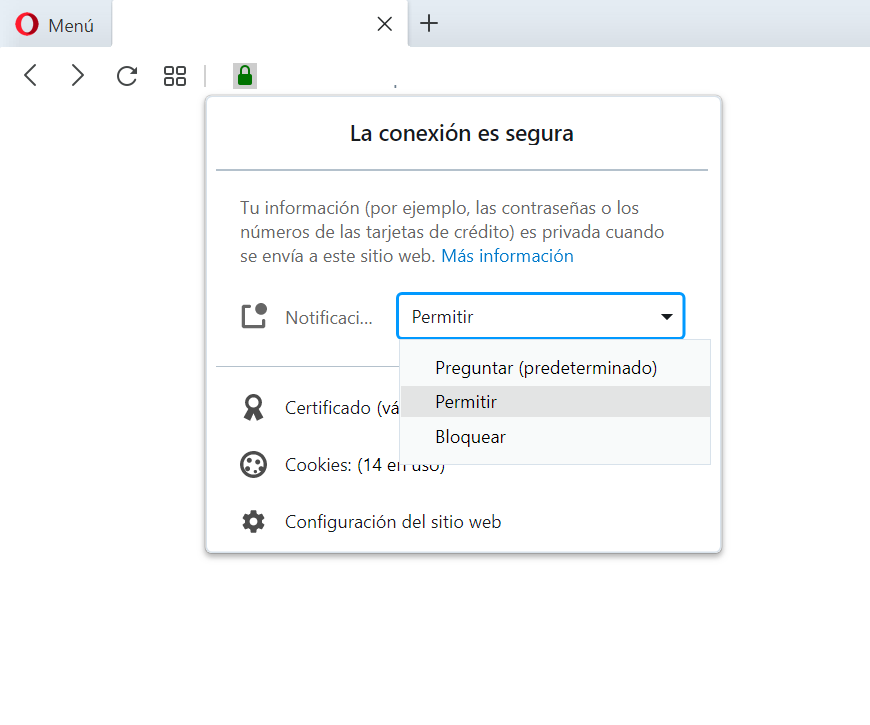 Menú
La conexión es segura
Tu información (por ejemplo, las contraseñas o los
números de las tarjetas de crédito) es privada cuando
se envía a este sitio web. Más información
Notificaci...
Permitir
Preguntar (predeterminado)
Permitir
Bloquear
Certificado (vá
Cookies: (14 en uso)
Configuración del sitio web